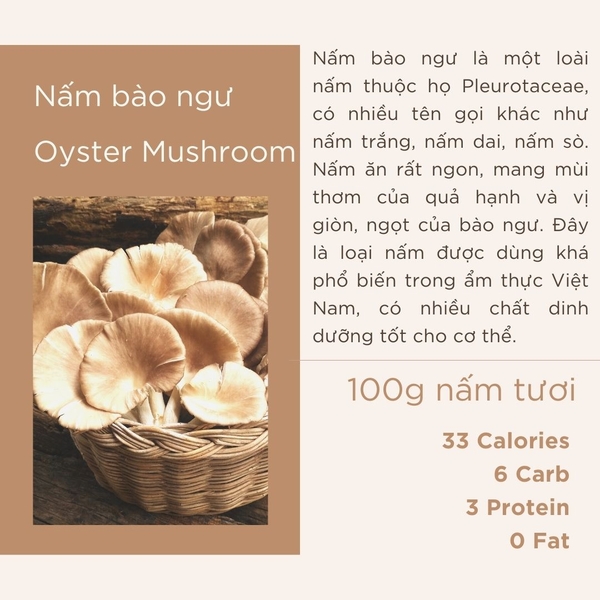 Nấm bào ngư
Oyster Mushroom
Nấm bào ngư là một loài
nấm thuộc họ Pleurotaceae,
có nhiều tên gọi khác như
nấm trắng, nấm dai, nấm sò.
Nấm ăn rất ngon, mang mùi
thơm của quả hạnh và vị
giòn, ngọt của bào ngư. Đây
là loại nấm được dùng khá
phổ biến trong ẩm thực Việt
Nam, có nhiều chất dinh
dưỡng tốt cho cơ thể.
100g nấm tươi
33 Calories
6 Carb
3 Protein
0 Fat